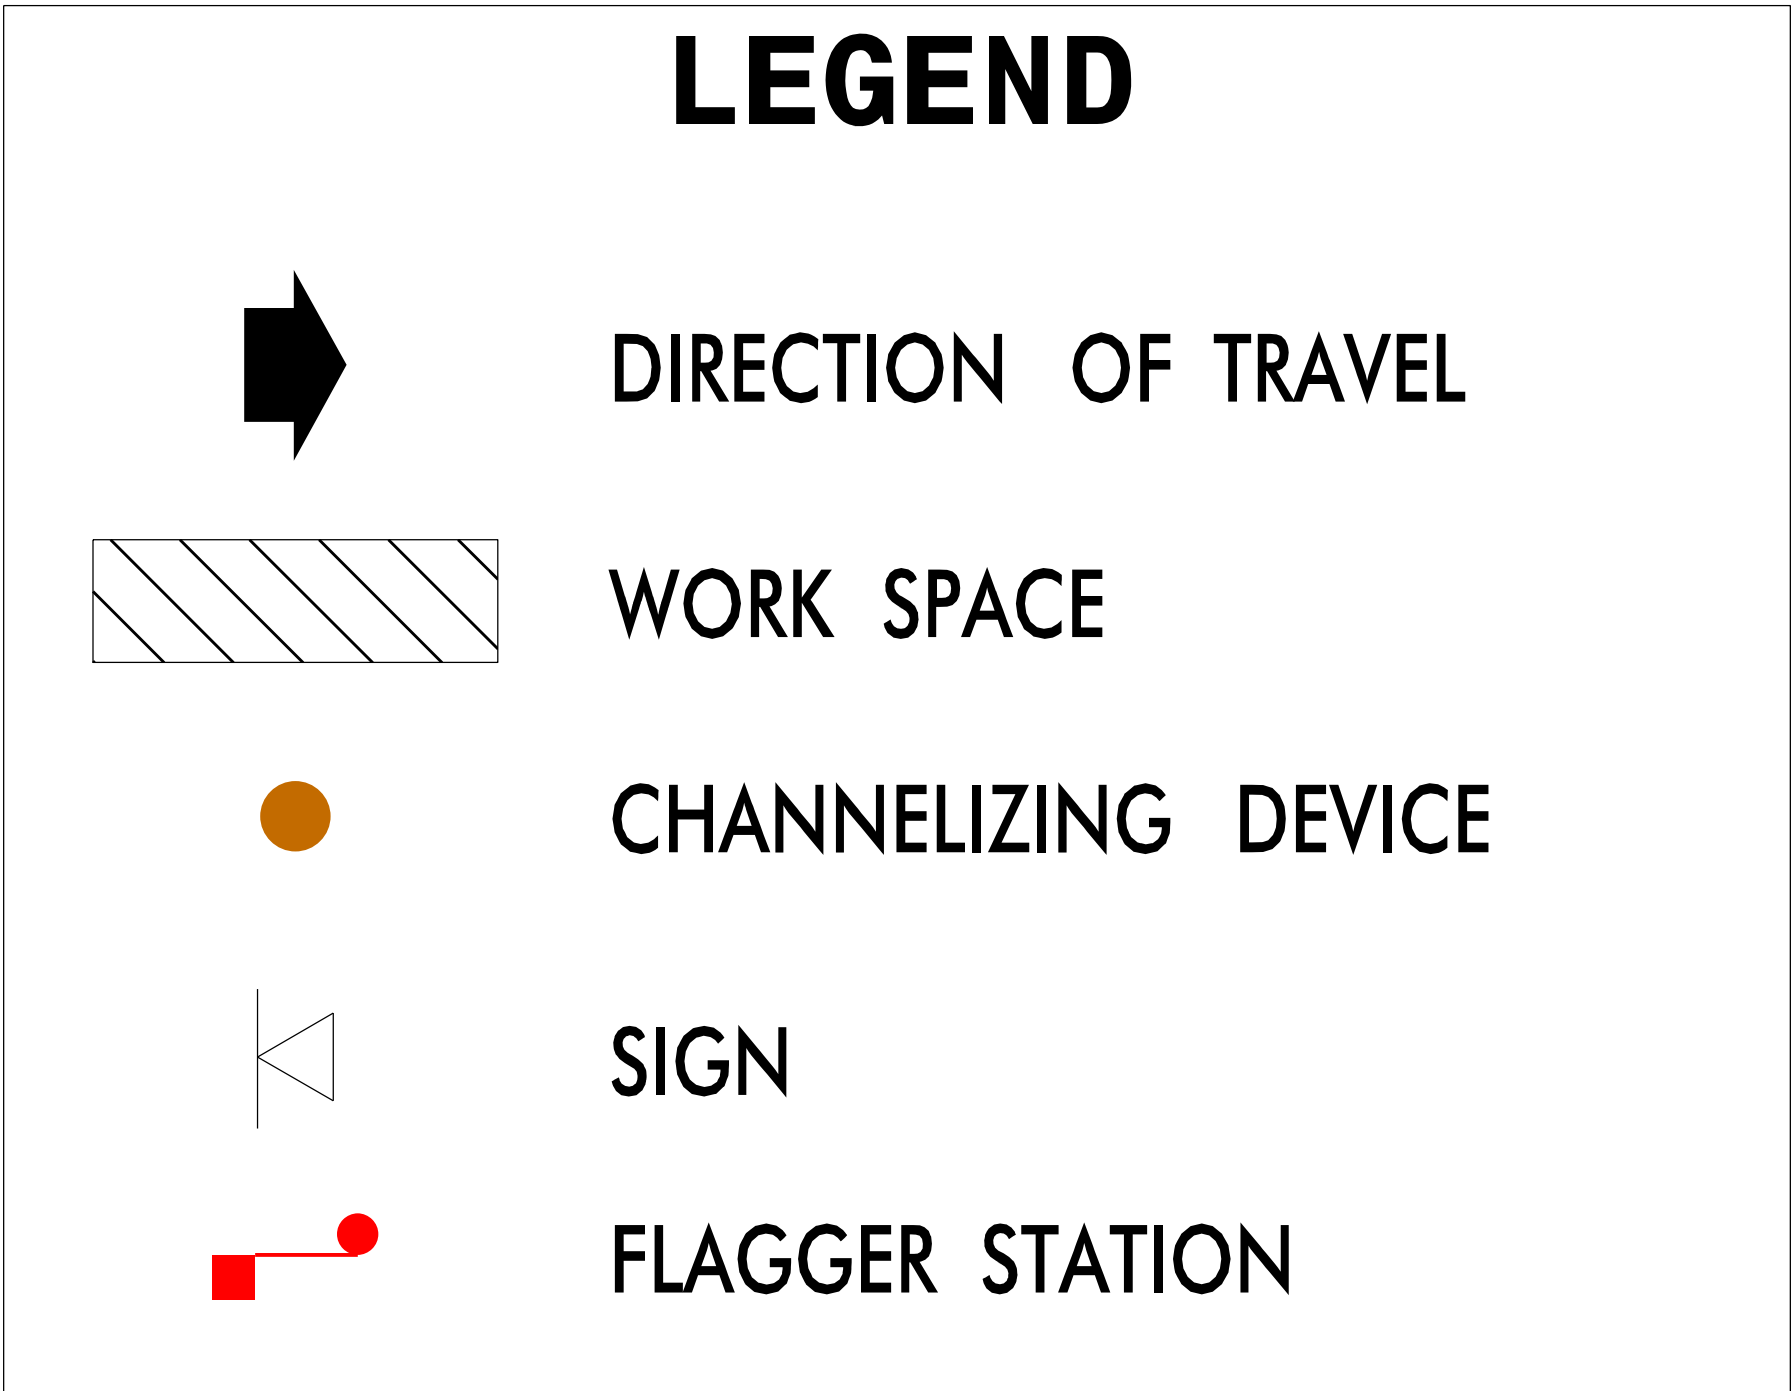 LEGEND
DIRECTION OF TRAVEL
WORK SPACE
CHANNELIZING DEVICE
SIGN
FLAGGER STATION